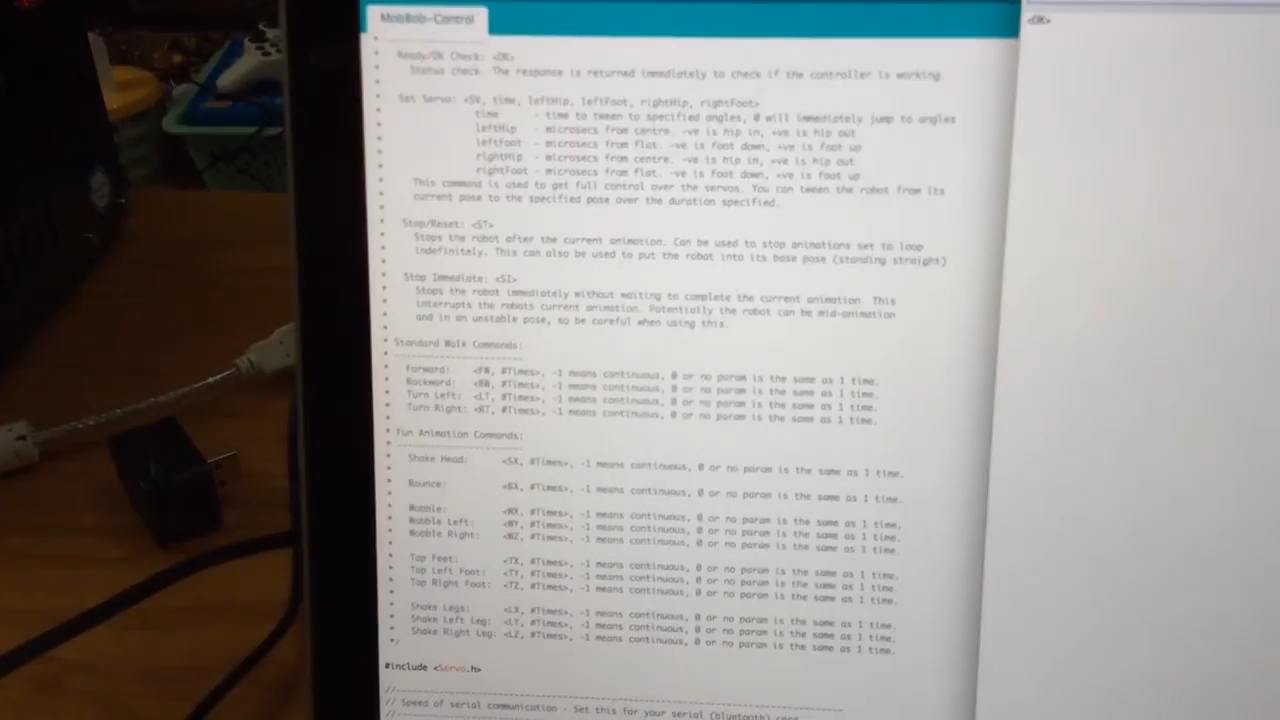 MobBob-Control
<OK>
* Ready/OK Check: <OK>
* Status check. The response is returned immediately to check if the controller is working.
*
* Set Servo: <SV, time, leftHip, leftFoot, rightHip, rightFoot>
* time - time to tween to specified angles, 0 will immediately jump to angles
* leftHip - microsecs from centre. -ve is hip in, +ve is hip out
* leftFoot - microsecs from flat. -ve is foot down, +ve is foot up
* rightHip - microsecs from centre. -ve is hip in, +ve is hip out
* rightFoot - microsecs from flat. -ve is foot down, +ve is foot up
* This command is used to get full control over the servos. You can tween the robot from its
* current pose to the specified pose over the duration specified.
*
* Stop/Reset: <ST>
* Stops the robot after the current animation. Can be used to stop animations set to loop
* indefinitely. This can also be used to put the robot into its base pose (standing straight)
*
* Stop Immediate: <SI>
* Stops the robot immediately without waiting to complete the current animation. This
* interrupts the robots current animation. Potentially the robot can be mid-animation
* and in an unstable pose, so be careful when using this.
*
* Standard Walk Commands:
* --------------------
* Forward: <FW, #Times>, -1 means continuous, 0 or no param is the same as 1 time.
* Backward: <BW, #Times>, -1 means continuous, 0 or no param is the same as 1 time.
* Turn Left: <LT, #Times>, -1 means continuous, 0 or no param is the same as 1 time.
* Turn Right: <RT, #Times>, -1 means continuous, 0 or no param is the same as 1 time.
*
* Fun Animation Commands:
* --------------------
* Shake Head: <SX, #Times>, -1 means continuous, 0 or no param is the same as 1 time.
*
* Bounce: <BX, #Times>, -1 means continuous, 0 or no param is the same as 1 time.
*
* Wobble: <WX, #Times>, -1 means continuous, 0 or no param is the same as 1 time.
* Wobble Left: <WY, #Times>, -1 means continuous, 0 or no param is the same as 1 time.
* Wobble Right: <WZ, #Times>, -1 means continuous, 0 or no param is the same as 1 time.
*
* Tap Feet: <TX, #Times>, -1 means continuous, 0 or no param is the same as 1 time.
* Tap Left Foot: <TY, #Times>, -1 means continuous, 0 or no param is the same as 1 time.
* Tap Right Foot: <TZ, #Times>, -1 means continuous, 0 or no param is the same as 1 time.
*
* Shake Legs: <LX, #Times>, -1 means continuous, 0 or no param is the same as 1 time.
* Shake Left Leg: <LY, #Times>, -1 means continuous, 0 or no param is the same as 1 time.
* Shake Right Leg: <LZ, #Times>, -1 means continuous, 0 or no param is the same as 1 time.
*/
#include <Servo.h>
//----------------------------------------------------------------------
// Speed of serial communication - Set this for your serial (bluetooth) card.
//----------------------------------------------------------------------